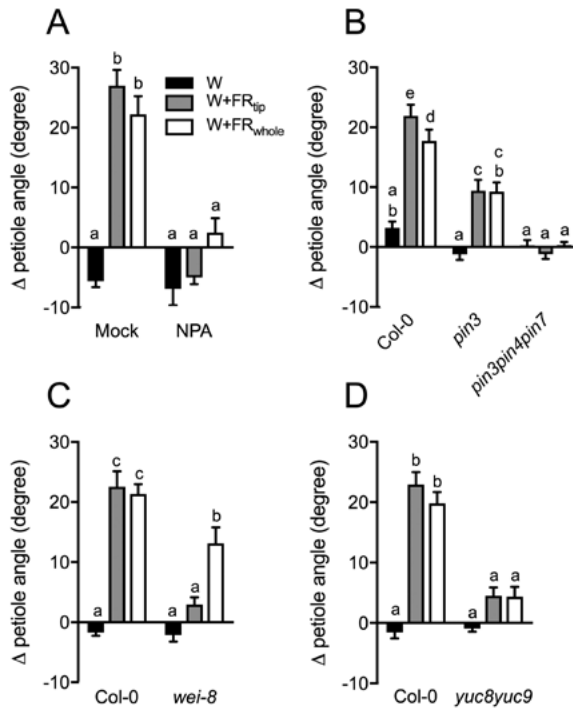 A
Δ petiole angle (degree)
30
20
10
0
-10
a
b
b
a
a
a
Mock
NPA
W
W+FRtip
W+FRwhole
B
Δ petiole angle (degree)
30
20
10
0
-10
a
b
e
d
a
c
c
b
a
a
a
Col-0
pin3
pin3pin4pin7
C
Δ petiole angle (degree)
30
20
10
0
-10
a
c
c
a
a
b
Col-0
wei-8
D
Δ petiole angle (degree)
30
20
10
0
-10
a
b
b
a
a
a
Col-0
yuc8yuc9